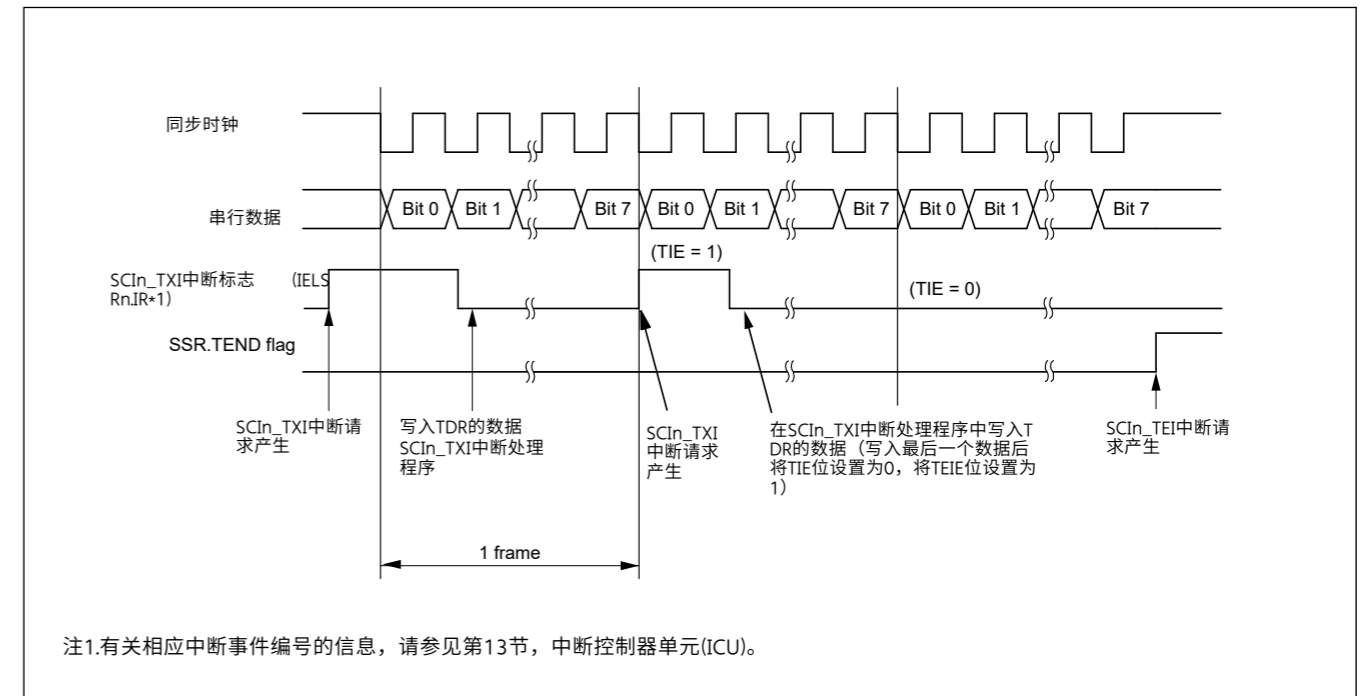 同步时钟
串行数据
Bit 0 Bit 1 Bit 7 Bit 0 Bit 1 Bit 7 Bit 0 Bit 1 Bit 7
(TIE = 1)
SCIn_TXI中断标志 (IELS
Rn.IR*1)
(TIE = 0)
SSR.TEND flag
SCIn_TXI中断请
求产生
写入TDR的数据
SCIn_TXI中断处理
程序
SCIn_TXI
中断请求
产生
在SCIn_TXI中断处理程序中写入T
DR的数据（写入最后一个数据后
将TIE位设置为0，将TEIE位设置为
1）
SCIn_TEI中断请
求产生
1 frame
注1.有关相应中断事件编号的信息，请参见第13节，中断控制器单元(ICU)。